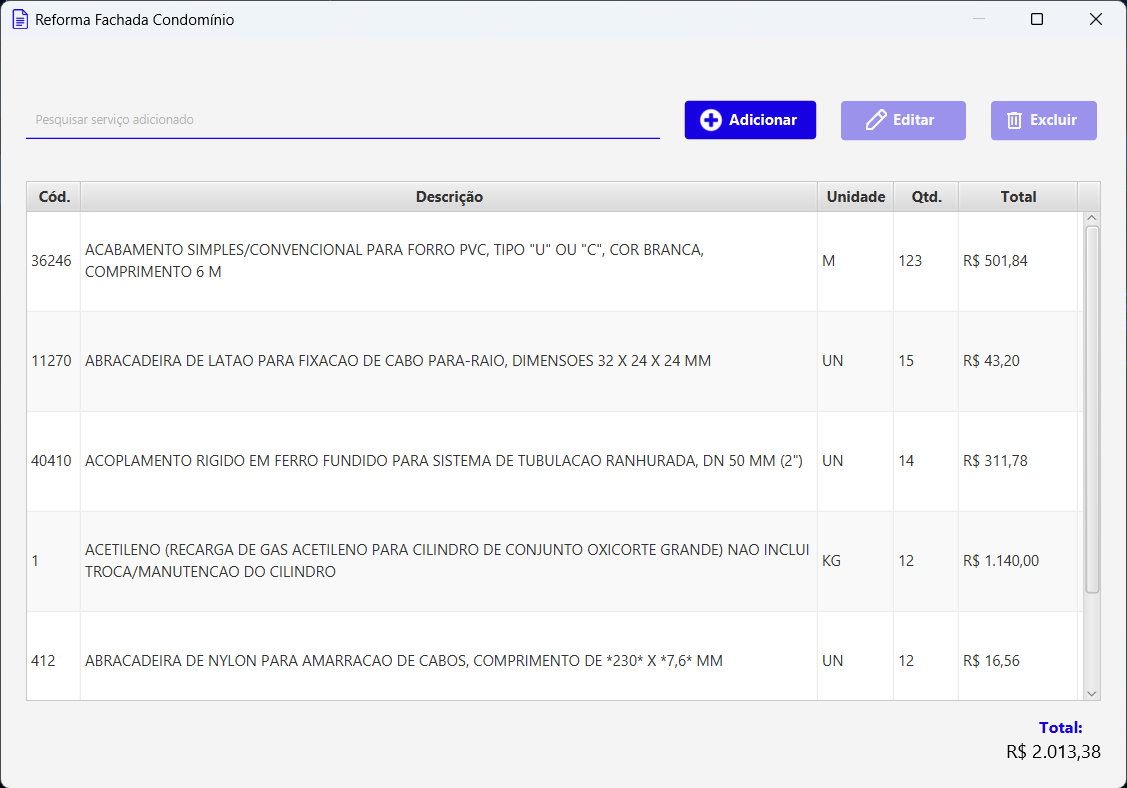 Reforma Fachada Condomínio
Pesquisar serviço adicionado
Adicionar
Editar
Excluir
Cód. Descrição Unidade Qtd. Total
36246 ACABAMENTO SIMPLES/CONVENCIONAL PARA FORRO PVC, TIPO "U" OU "C", COR BRANCA,
COMPRIMENTO 6 M M 123 R$ 501,84
11270 ABRACADEIRA DE LATAO PARA FIXACAO DE CABO PARA-RAIO, DIMENSOES 32 X 24 X 24 MM UN 15 R$ 43,20
40410 ACOPLAMENTO RIGIDO EM FERRO FUNDIDO PARA SISTEMA DE TUBULACAO RANHURADA, DN 50 MM (2") UN 14 R$ 311,78
1 ACETILENO (RECARGA DE GAS ACETILENO PARA CILINDRO DE CONJUNTO OXICORTE GRANDE) NAO INCLUI
TROCA/MANUTENCAO DO CILINDRO KG 12 R$ 1.140,00
412 ABRACADEIRA DE NYLON PARA AMARRACAO DE CABOS, COMPRIMENTO DE *230* X *7,6* MM UN 12 R$ 16,56
Total:
R$ 2.013,38